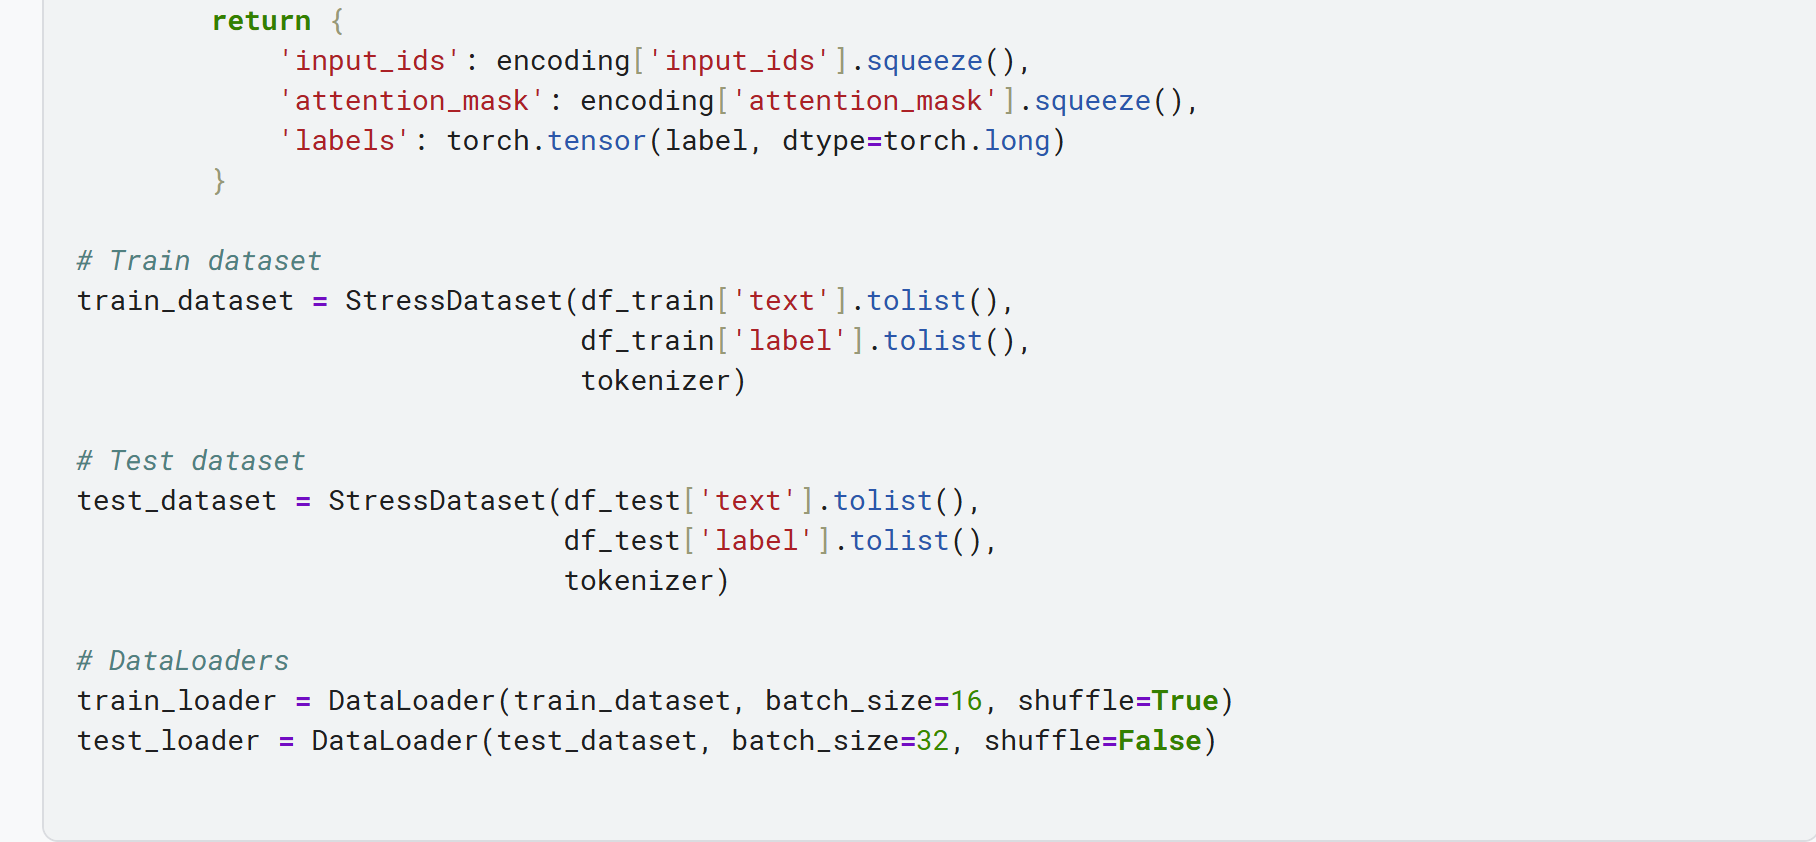 return {
'input_ids': encoding['input_ids'].squeeze(),
'attention_mask': encoding['attention_mask'].squeeze(),
'labels': torch.tensor(label, dtype=torch.long)
}
# Train dataset
train_dataset = StressDataset(df_train['text'].tolist(),
df_train['label'].tolist(),
tokenizer)
# Test dataset
test_dataset = StressDataset(df_test['text'].tolist(),
df_test['label'].tolist(),
tokenizer)
# DataLoaders
train_loader = DataLoader(train_dataset, batch_size=16, shuffle=True)
test_loader = DataLoader(test_dataset, batch_size=32, shuffle=False)